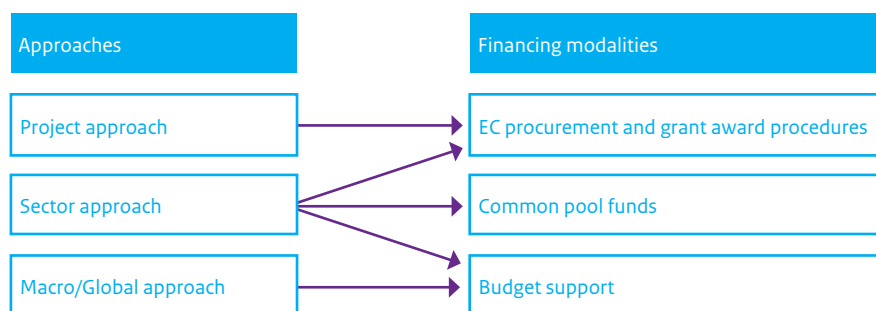 Approaches
Financing modalities
Project approach
EC procurement and grant award procedures
Sector approach
Common pool funds
Macro/Global approach
Budget support